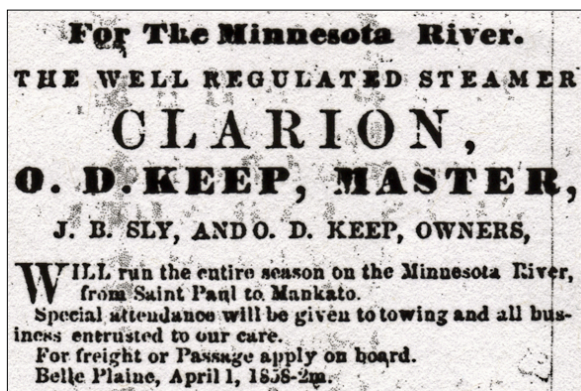 For The Minnesota River.
THE WELL REGULATED STEAMER
CLARION,
O. D. KEEP, MASTER,
J. B. SLY, AND O. D. KEEP, OWNERS,
WILL run the entire season on the Minnesota River,
from Saint Paul to Mankato.
Special attendance will be given to towing and all bus-
iness entrusted to our care.
For freight or Passage apply on board.
Belle Plaine, April 1, 1858-2m